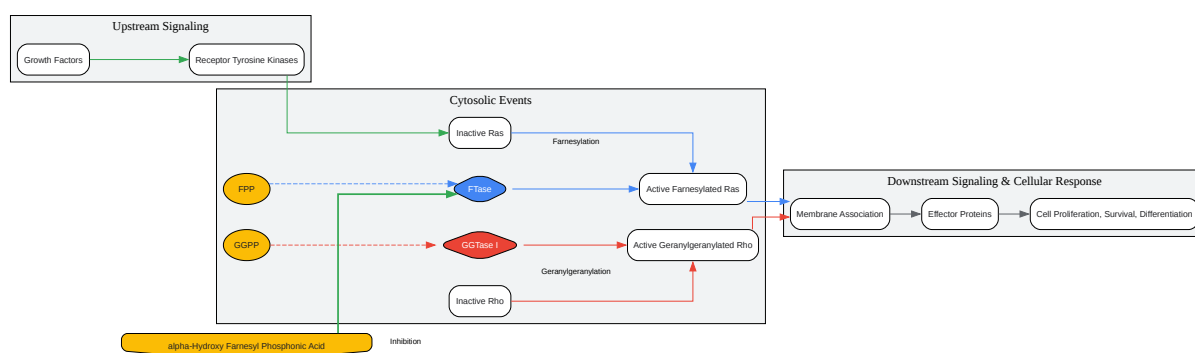 Upstream Signaling
Growth Factors
Receptor Tyrosine Kinases
Cytosolic Events
Inactive Ras
Farnesylation
FPP
FTase
Active Farnesylated Ras
GGPP
GGTase I
Active Geranylgeranylated Rho
Geranylgeranylation
Inactive Rho
Downstream Signaling & Cellular Response
Membrane Association
Effector Proteins
Cell Proliferation, Survival, Differentiation
alpha-Hydroxy Farnesyl Phosphonic Acid
Inhibition